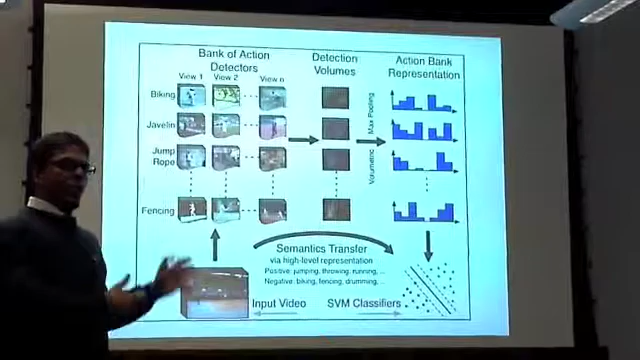 Bank of Action
Detectors
Detection
Volumes
Action Bank
Representation
View 1 View 2 View n
Biking
Javelin
Jump
Rope
Fencing
Max Pooling
Volumetric
Semantics Transfer
via high-level representation
Positive: jumping, throwing, running, ...
Negative: biking, fencing, drumming, ...
Input Video
SVM Classifiers